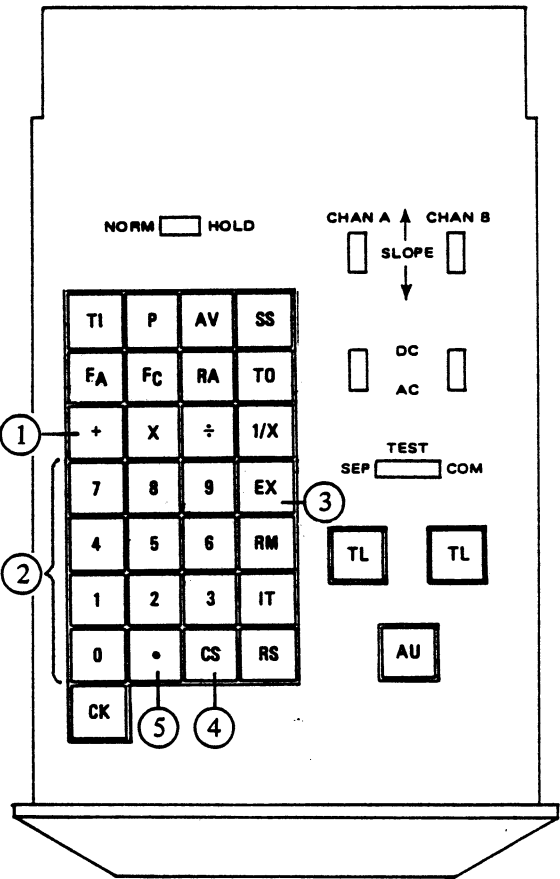 NORM HOLD
CHAN A CHAN B
SLOPE
TI P AV SS
FA FC RA TO
DC
AC
+ X ÷ 1/X
TEST
SEP COM
7 8 9 EX
4 5 6 RM
TL TL
1 2 3 IT
0 • CS RS
AU
CK
1
2
3
4
5